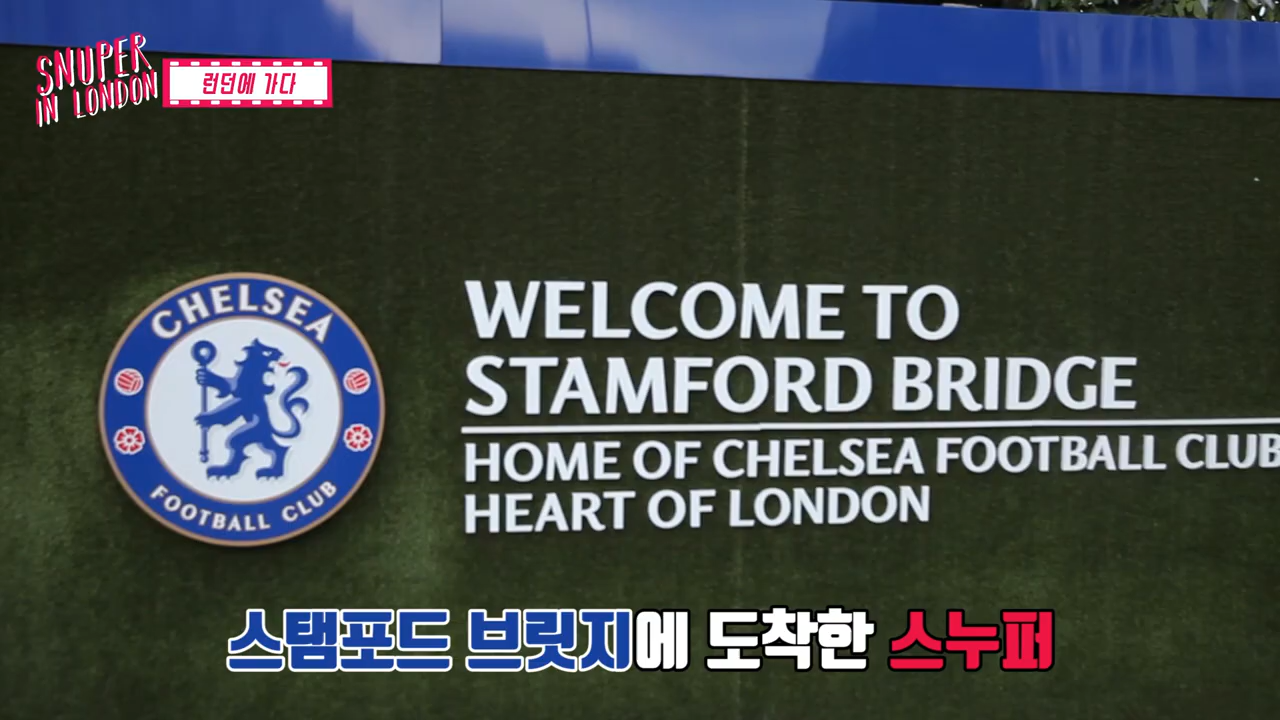 SNUPER
IN LONDON
런던에 가다
CHELSEA
FOOTBALL CLUB
WELCOME TO
STAMFORD BRIDGE
HOME OF CHELSEA FOOTBALL CLUB
HEART OF LONDON
스탬포드 브릿지에 도착한 스누퍼